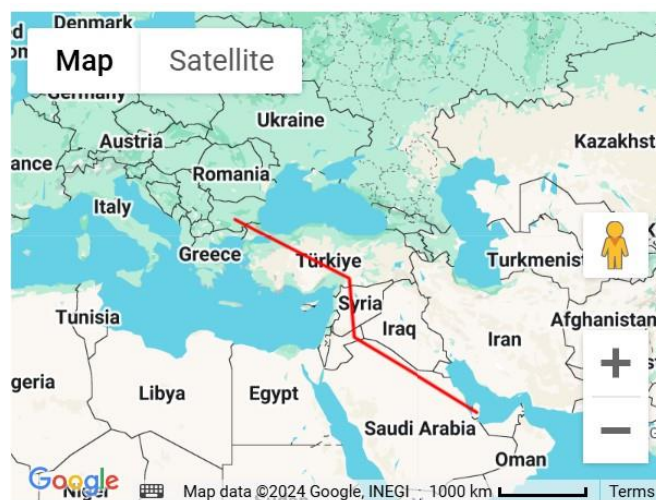 Denmark
Map Satellite
Germany
Ukraine
Austria
Kazakhst
ance
Romania
Italy
Greece
Türkiye
Turkmenist
Syria
Tunisia
Iraq
Iran
Afghanistan
geria
Libya
Egypt
Saudi Arabia
Oman
Niger
Google Map data ©2024 Google, INEGI 1000 km Terms